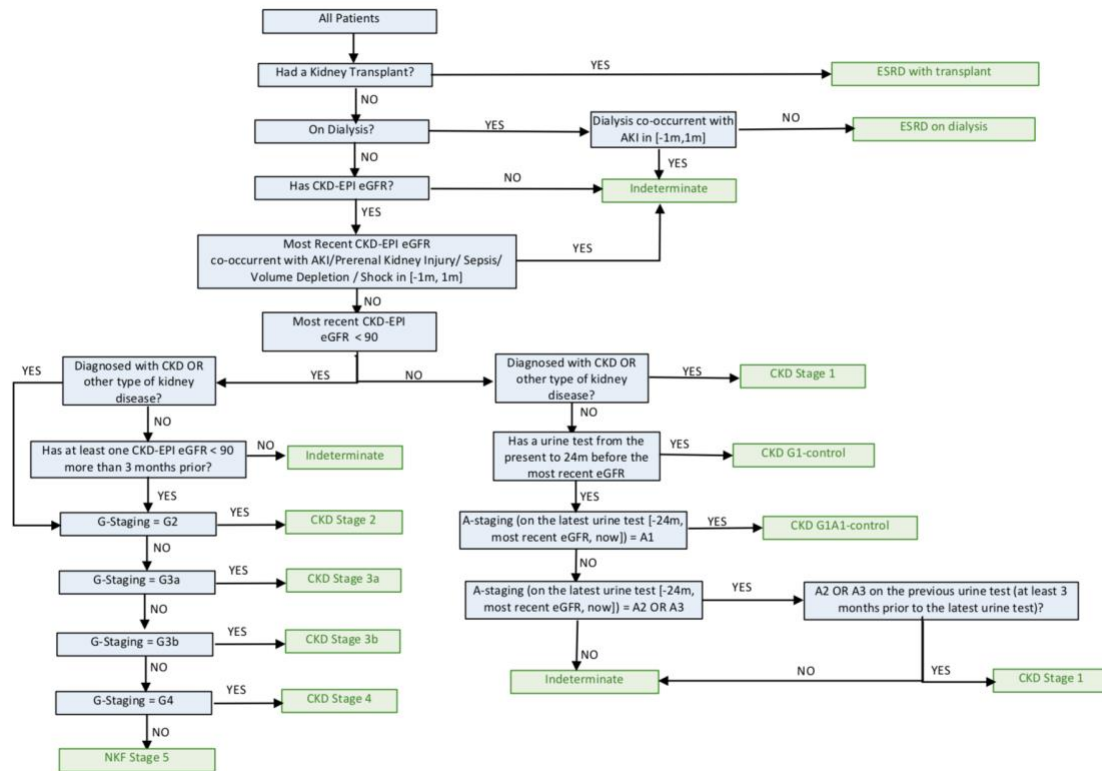 All Patients
Had a Kidney Transplant?
YES
ESRD with transplant
NO
On Dialysis?
YES
Dialysis co-occurrent with
AKI in [-1m,1m]
NO
ESRD on dialysis
NO
YES
Has CKD-EPI eGFR?
NO
Indeterminate
YES
Most Recent CKD-EPI eGFR
co-occurrent with AKI/Prerenal Kidney Injury/ Sepsis/
Volume Depletion / Shock in [-1m, 1m]
YES
NO
Most recent CKD-EPI
eGFR < 90
YES
Diagnosed with CKD OR
other type of kidney
disease?
YES
NO
Diagnosed with CKD OR
other type of kidney
disease?
YES
CKD Stage 1
NO
Has at least one CKD-EPI eGFR < 90
more than 3 months prior?
NO
Indeterminate
YES
G-Staging = G2
YES
CKD Stage 2
NO
G-Staging = G3a
YES
CKD Stage 3a
NO
G-Staging = G3b
YES
CKD Stage 3b
NO
G-Staging = G4
YES
CKD Stage 4
NO
NKF Stage 5
NO
Has a urine test from the
present to 24m before the
most recent eGFR
YES
CKD G1-control
YES
A-staging (on the latest urine test [-24m,
most recent eGFR, now]) = A1
YES
CKD G1A1-control
NO
A-staging (on the latest urine test [-24m,
most recent eGFR, now]) = A2 OR A3
YES
A2 OR A3 on the previous urine test (at least 3
months prior to the latest urine test)?
NO
Indeterminate
NO
YES
CKD Stage 1